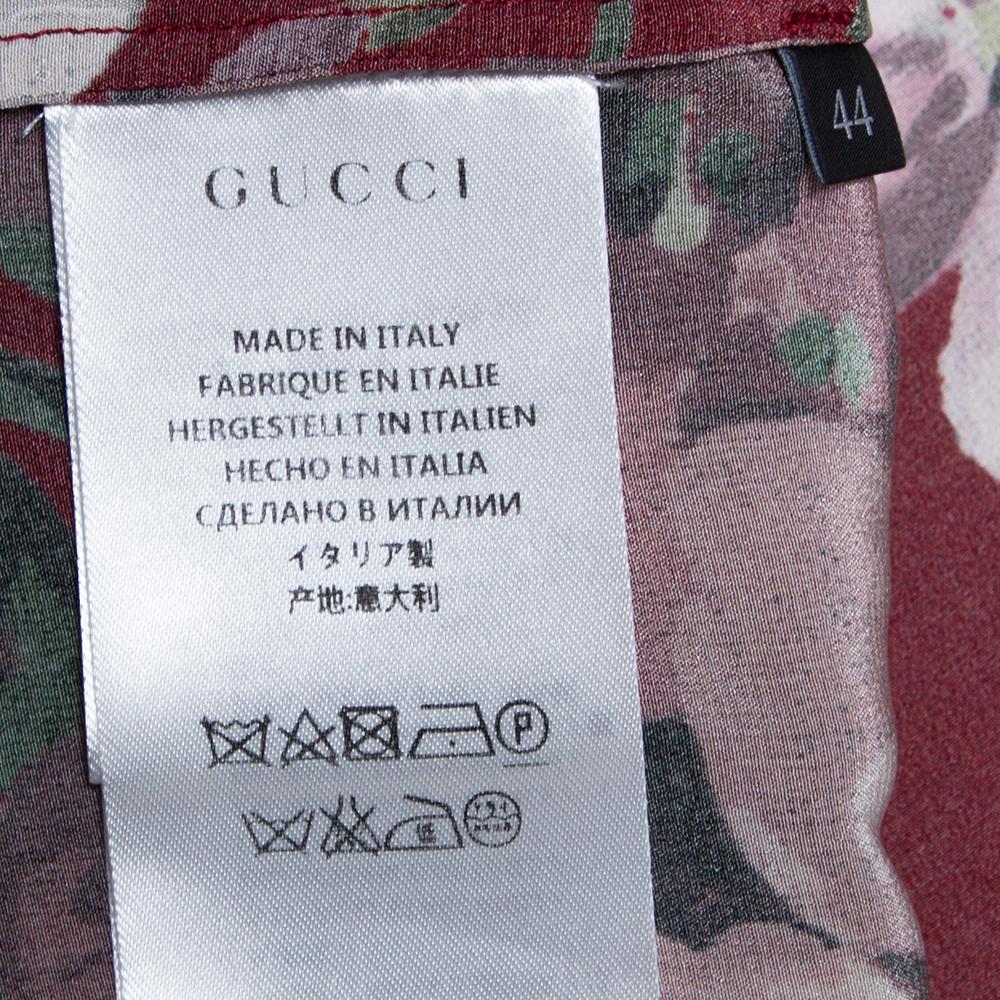 GUCCI
44
MADE IN ITALY
FABRIQUE EN ITALIE
HERGESTELLT IN ITALIEN
HECHO EN ITALIA
СДЕЛАНО В ИТАЛИИ
イタリア製
产地:意大利
P
低